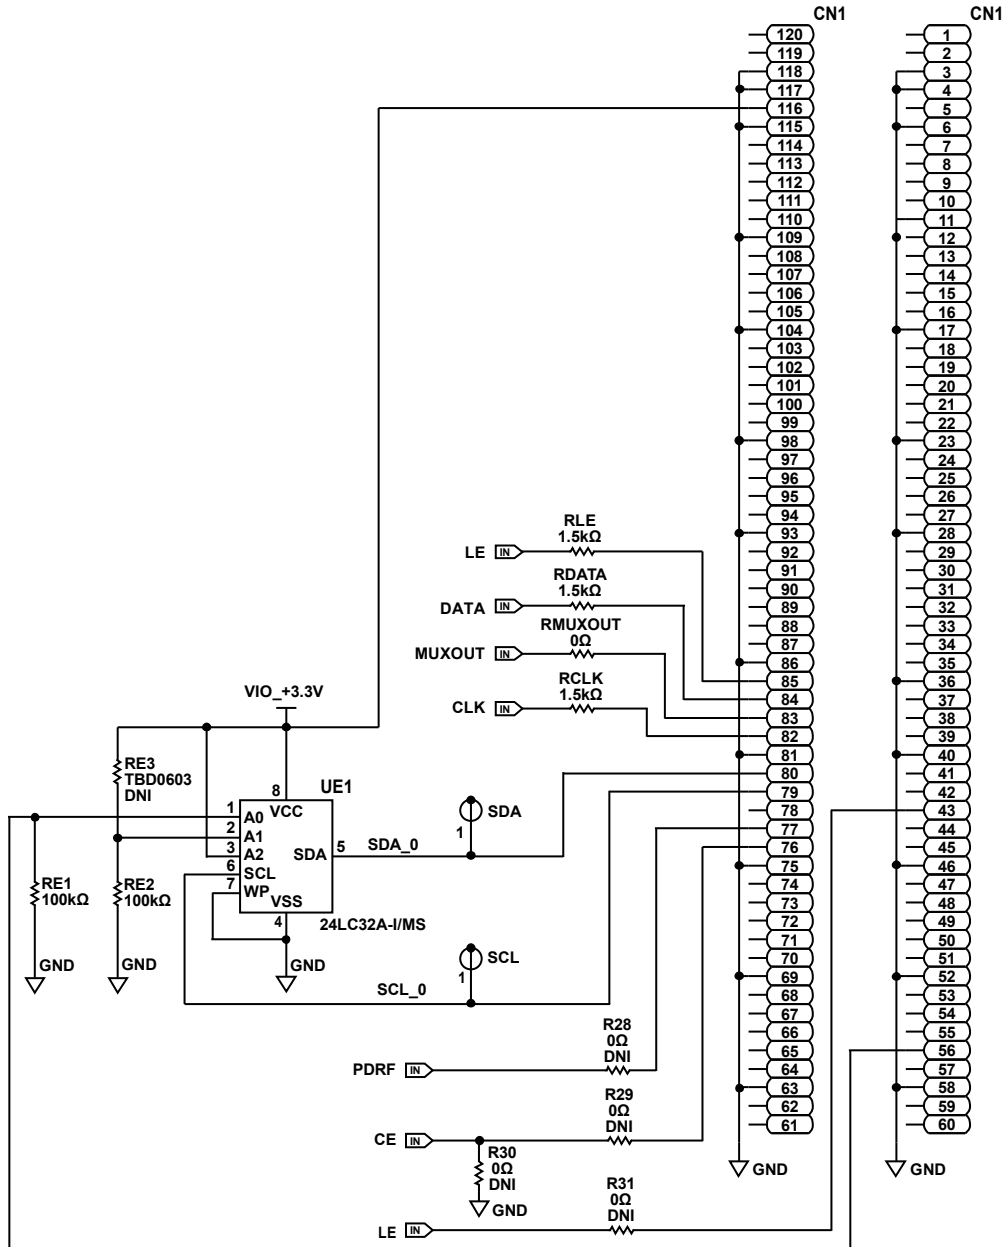 CN1
120
119
118
117
116
115
114
113
112
111
110
109
108
107
106
105
104
103
102
101
100
99
98
97
96
95
94
93
92
91
90
89
88
87
86
85
84
83
82
81
80
79
78
77
76
75
74
73
72
71
70
69
68
67
66
65
64
63
62
61
GND
CN1
1
2
3
4
5
6
7
8
9
10
11
12
13
14
15
16
17
18
19
20
21
22
23
24
25
26
27
28
29
30
31
32
33
34
35
36
37
38
39
40
41
42
43
44
45
46
47
48
49
50
51
52
53
54
55
56
57
58
59
60
GND
RLE
1.5kΩ
LE IN
RDATA
1.5kΩ
DATA IN
RMUXOUT
0Ω
MUXOUT IN
RCLK
1.5kΩ
CLK IN
VIO_+3.3V
RE3
TBD0603
DNI
UE1
8
VCC
1 A0
2 A1
3 A2
6 SCL
7 WP
VSS
4
SDA 5
24LC32A-I/MS
SDA_0
SDA
1
RE1
100kΩ
RE2
100kΩ
GND
GND
GND
SCL
1
SCL_0
R28
0Ω
DNI
PDRF IN
R29
0Ω
DNI
CE IN
R30
0Ω
DNI
GND
R31
0Ω
DNI
LE IN